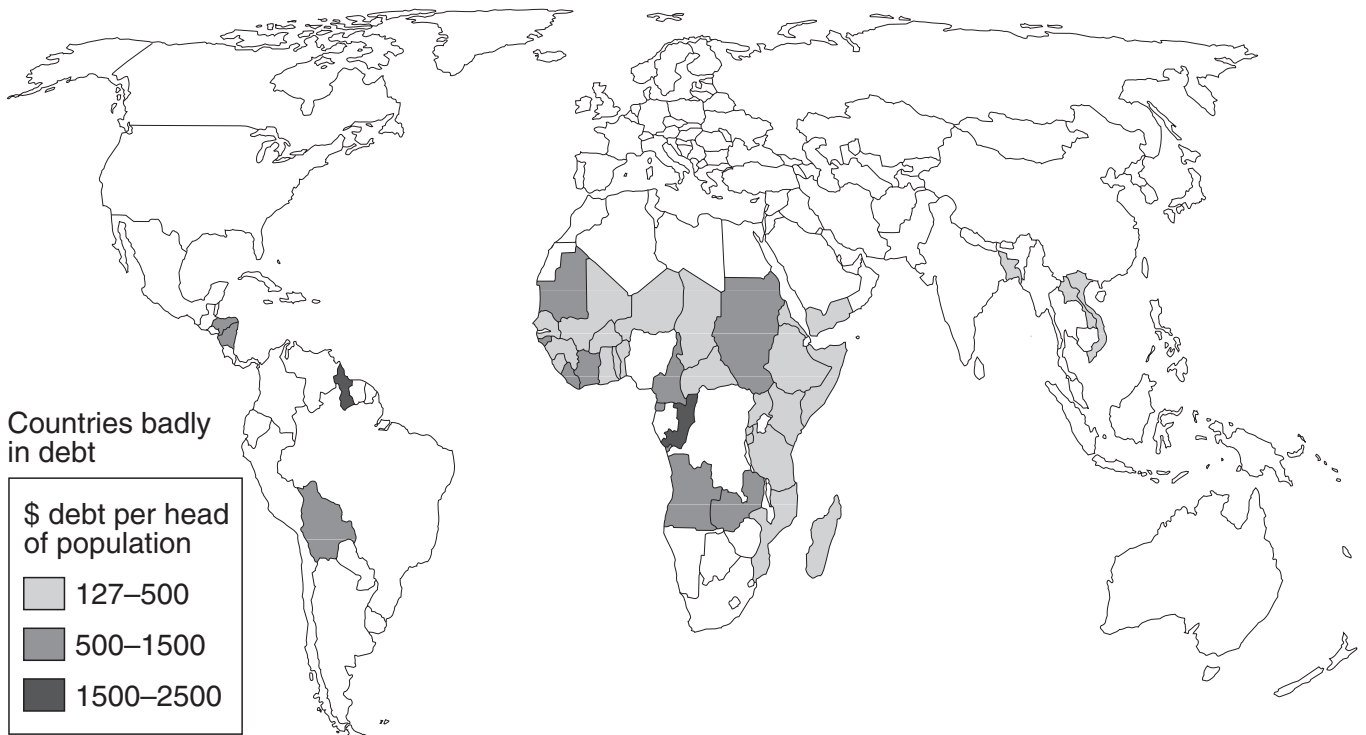 Countries badly
in debt
$ debt per head
of population
127–500
500–1500
1500–2500